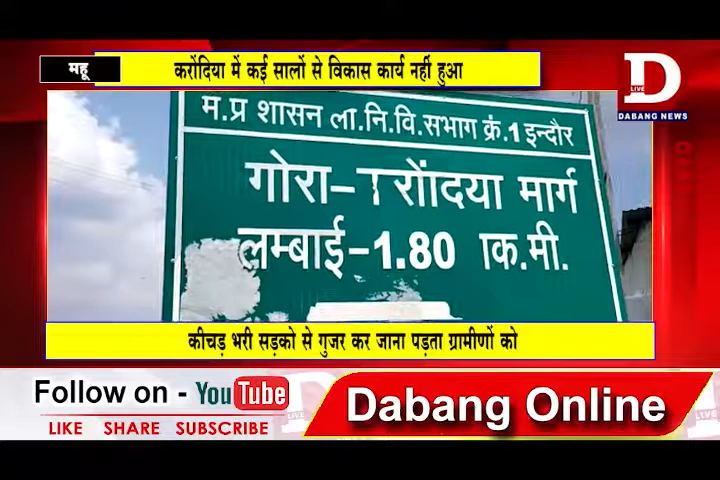 महू
करोंदिया में कई सालों से विकास कार्य नहीं हुआ
LIVE
DABANG NEWS
म.प्र शासन ला.नि.वि.सभाग क्रं.1 इन्दौर
गोरा- मार्ग
लम्बाई-1.80 कि.मी.
कीचड़ भरी सड़को से गुजर कर जाना पड़ता ग्रामीणों को
Follow on - YouTube
LIKE SHARE SUBSCRIBE
Dabang Online
LIVE